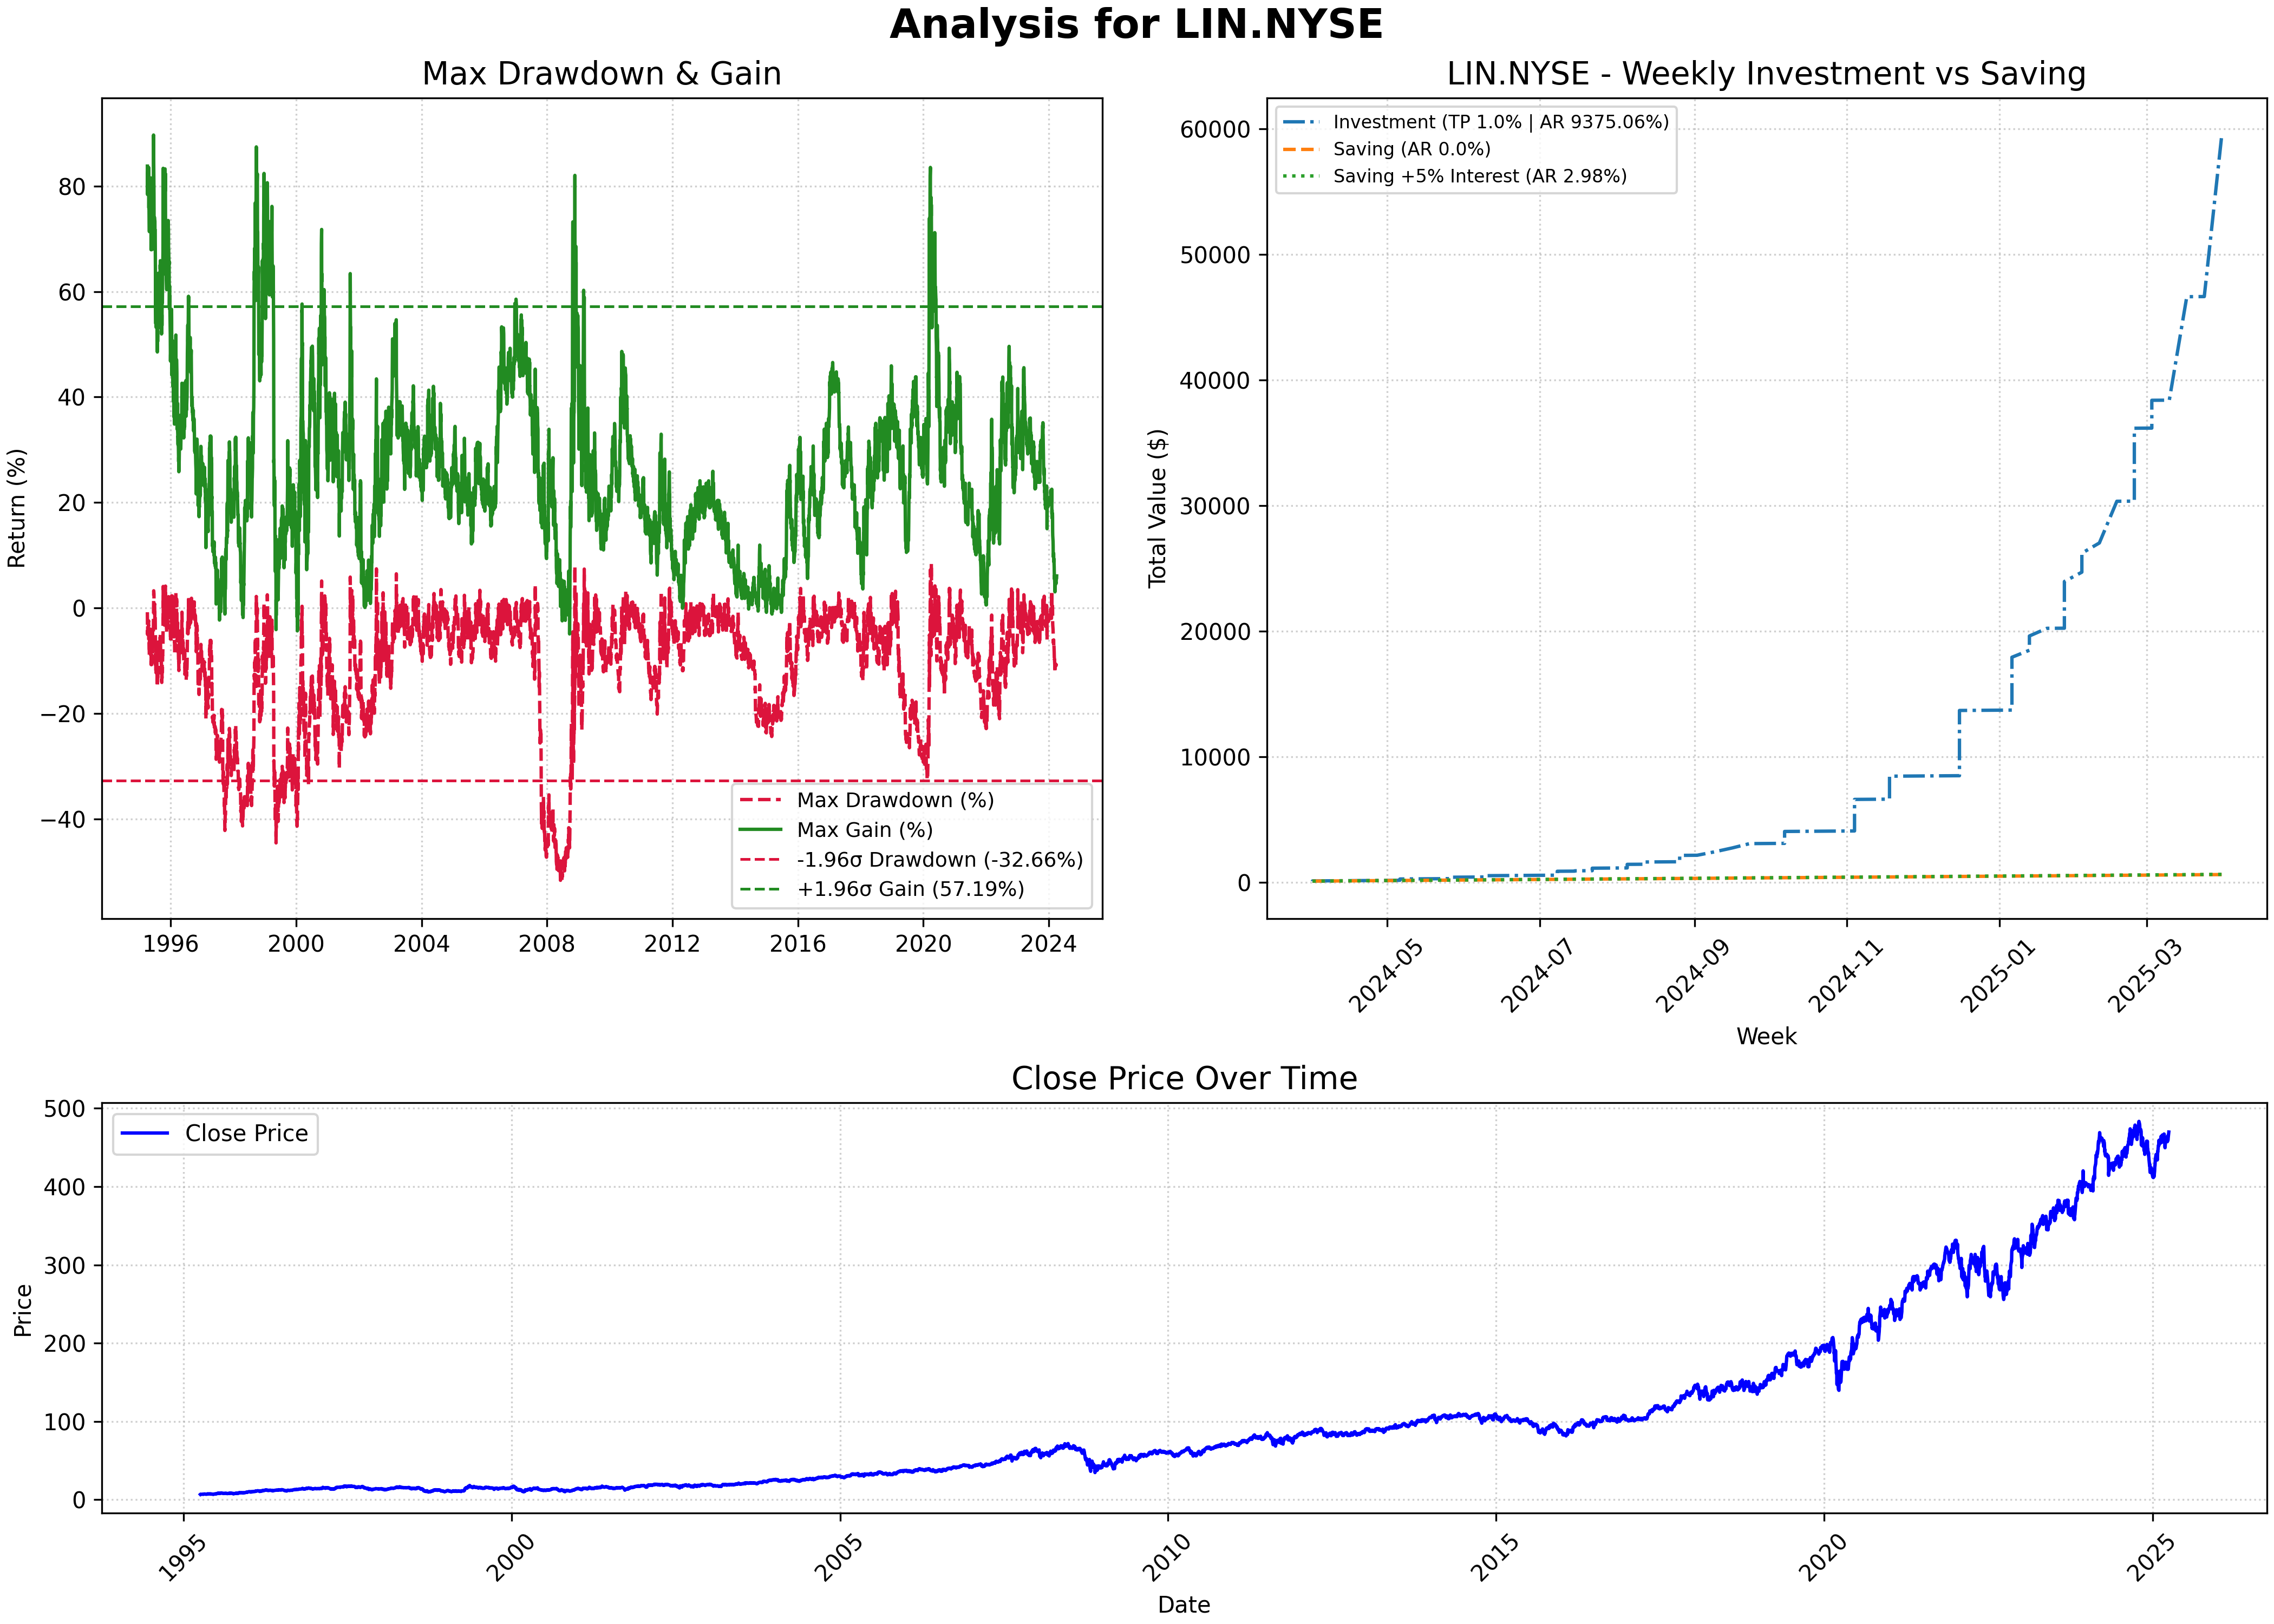 Analysis for LIN.NYSE
Max Drawdown & Gain
Return (%)
80
60
40
20
0
−20
−40
1996
2000
2004
2008
2012
2016
2020
2024
Max Drawdown (%)
Max Gain (%)
-1.96σ Drawdown (-32.66%)
+1.96σ Gain (57.19%)
LIN.NYSE - Weekly Investment vs Saving
Total Value ($)
60000
50000
40000
30000
20000
10000
0
Investment (TP 1.0% | AR 9375.06%)
Saving (AR 0.0%)
Saving +5% Interest (AR 2.98%)
2024-05
2024-07
2024-09
2024-11
2025-01
2025-03
Week
Close Price Over Time
Price
500
400
300
200
100
0
Close Price
1995
2000
2005
2010
2015
2020
2025
Date